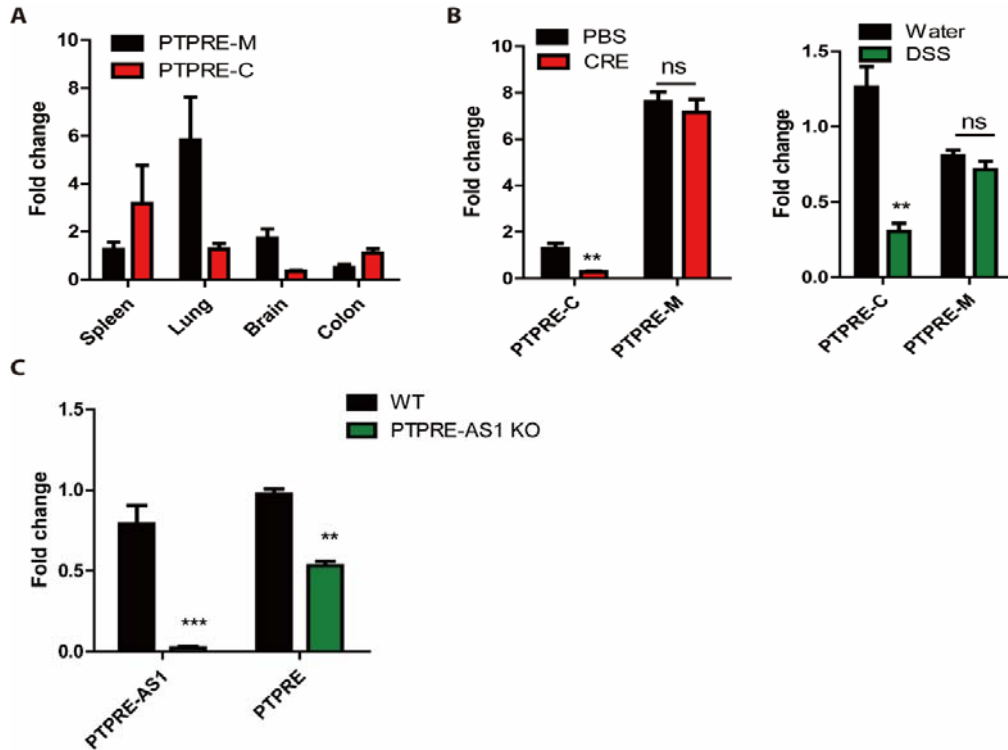 A
PTPRE-M
PTPRE-C
Fold change
10
8
6
4
2
0
Spleen
Lung
Brain
Colon
B
PBS
CRE
ns
Fold change
10
8
6
4
2
0
**
PTPRE-C
PTPRE-M
Water
DSS
ns
Fold change
1.5
1.0
0.5
0.0
**
PTPRE-C
PTPRE-M
C
WT
PTPRE-AS1 KO
Fold change
1.5
1.0
0.5
0.0
***
**
PTPRE-AS1
PTPRE